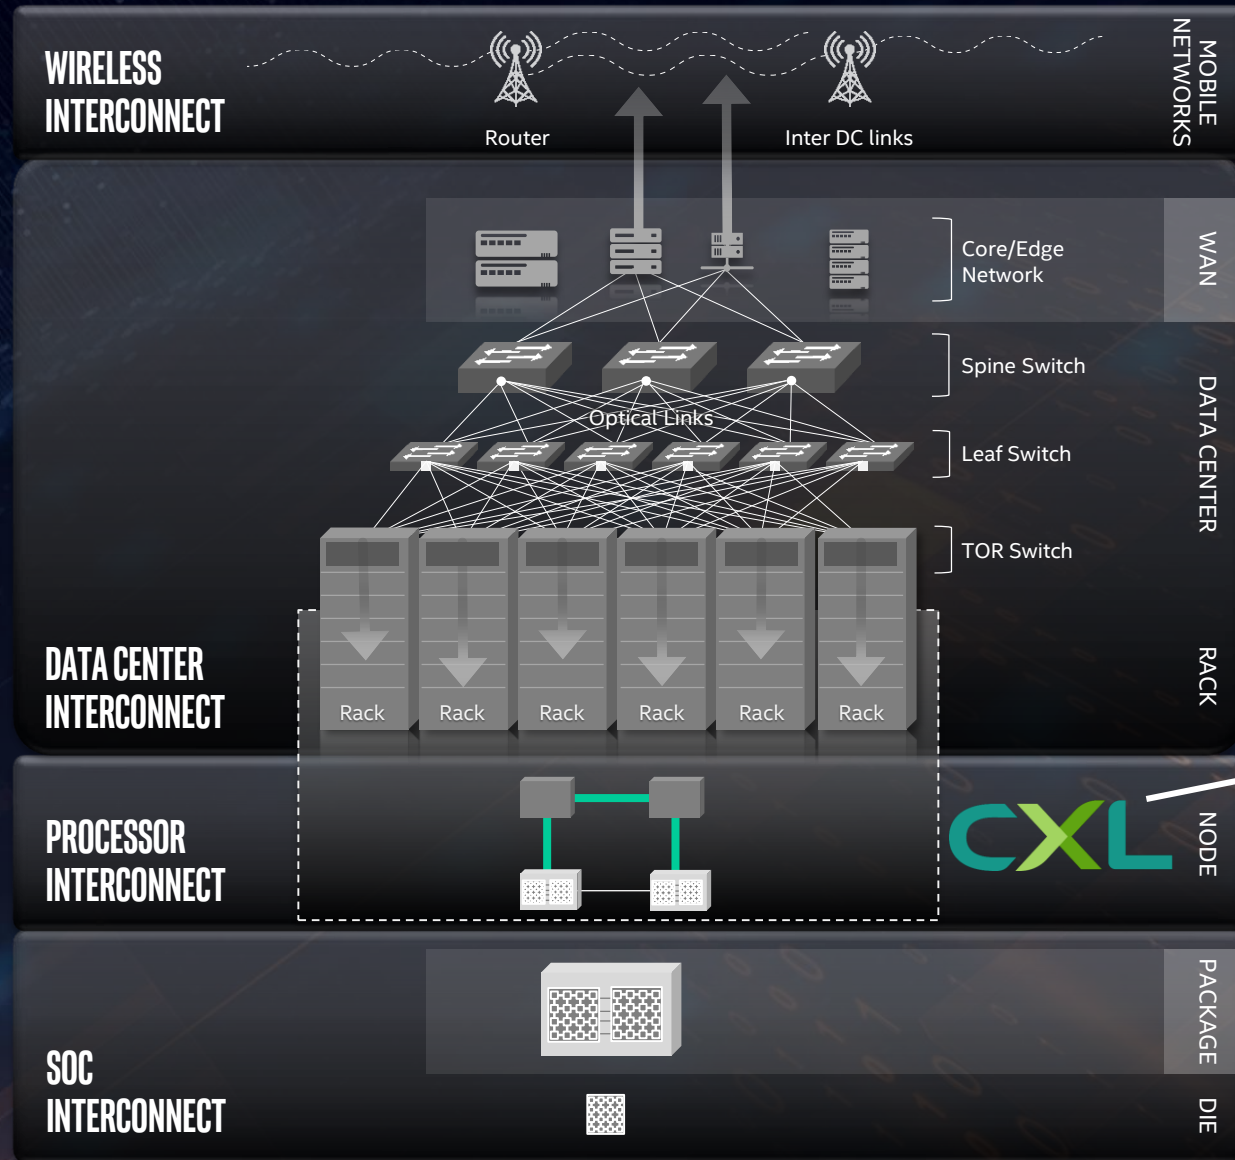 WIRELESS
INTERCONNECT
Router
Inter DC links
MOBILE
NETWORKS
Core/Edge
Network
WAN
Spine Switch
Optical Links
Leaf Switch
DATA CENTER
TOR Switch
DATA CENTER
INTERCONNECT
Rack
Rack
Rack
Rack
Rack
Rack
RACK
PROCESSOR
INTERCONNECT
CXL
NODE
PACKAGE
SOC
INTERCONNECT
DIE